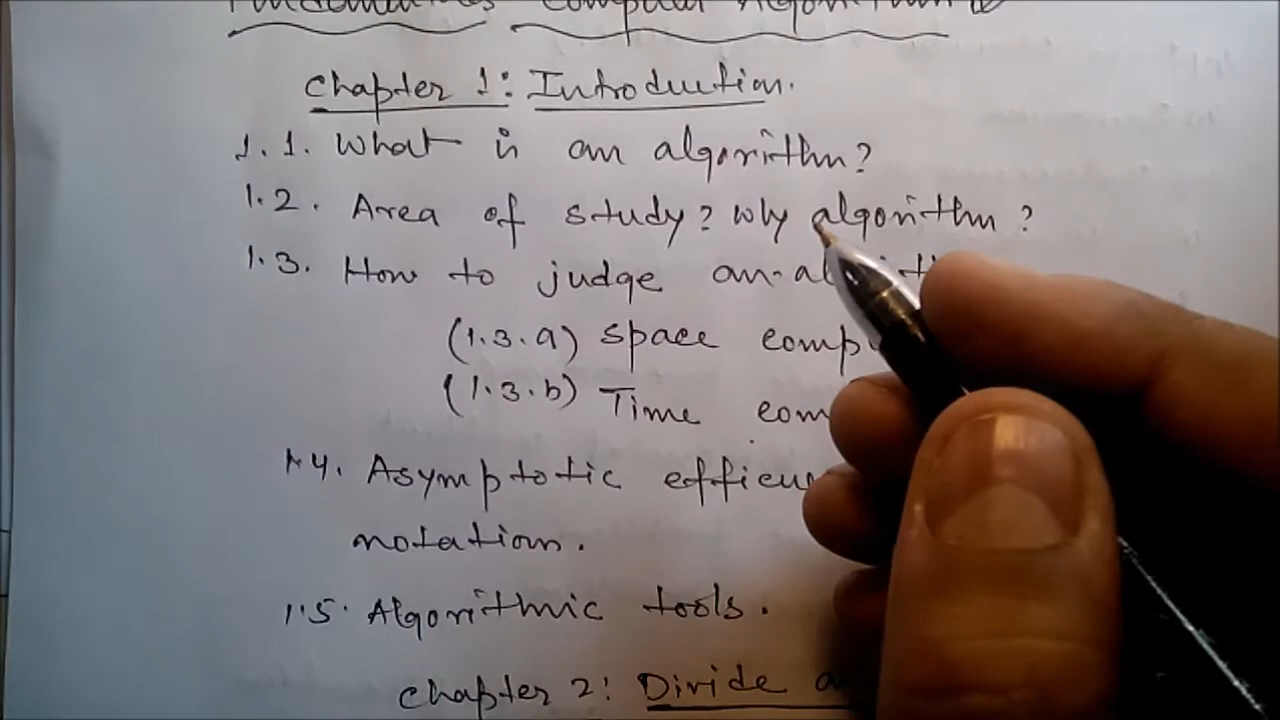 Computer Algorithms
Chapter 1: Introduction.
1.1. What is an algorithm?
1.2. Area of study? Why algorithm?
1.3. How to judge an
(1.3.a) Space
(1.3.b) Time
1.4. Asymptotic
notation.
1.5. Algorithmic tools.
Chapter 2: Divide